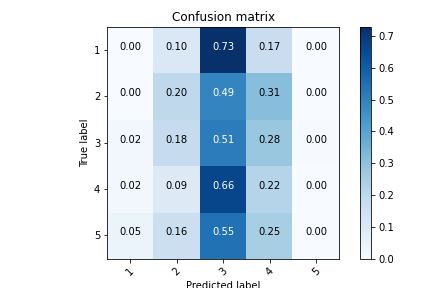 Confusion matrix
1 0.00 0.10 0.73 0.17 0.00
2 0.00 0.20 0.49 0.31 0.00
3 0.02 0.18 0.51 0.28 0.00
4 0.02 0.09 0.66 0.22 0.00
5 0.05 0.16 0.55 0.25 0.00
1 2 3 4 5
True label
Predicted label
0.7
0.6
0.5
0.4
0.3
0.2
0.1
0.0